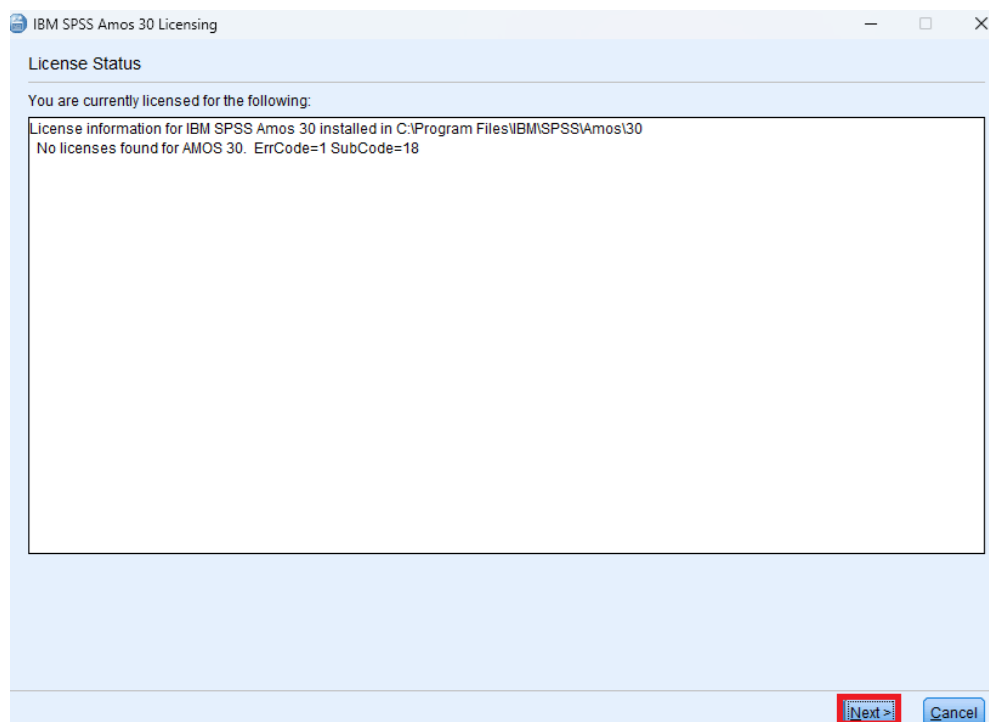 IBM SPSS Amos 30 Licensing
License Status
You are currently licensed for the following:
License information for IBM SPSS Amos 30 installed in C:\Program Files\IBM\SPSS\Amos\30
No licenses found for AMOS 30. ErrCode=1 SubCode=18
Next >
Cancel